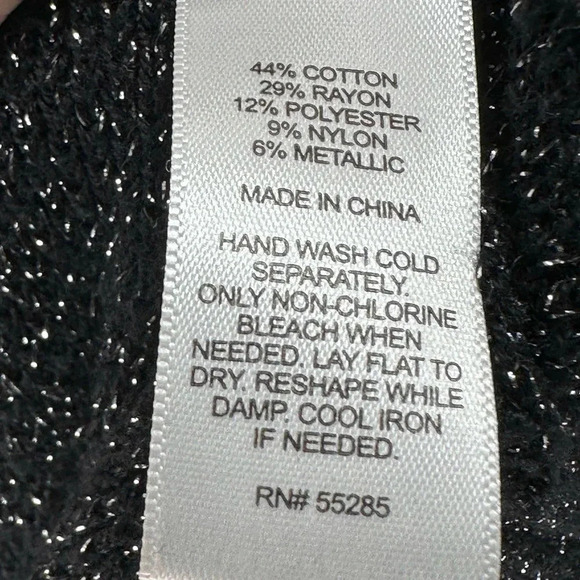 44% COTTON
29% RAYON
12% POLYESTER
9% NYLON
6% METALLIC
MADE IN CHINA
HAND WASH COLD
SEPARATELY.
ONLY NON-CHLORINE
BLEACH WHEN
NEEDED. LAY FLAT TO
DRY. RESHAPE WHILE
DAMP. COOL IRON
IF NEEDED.
RN# 55285